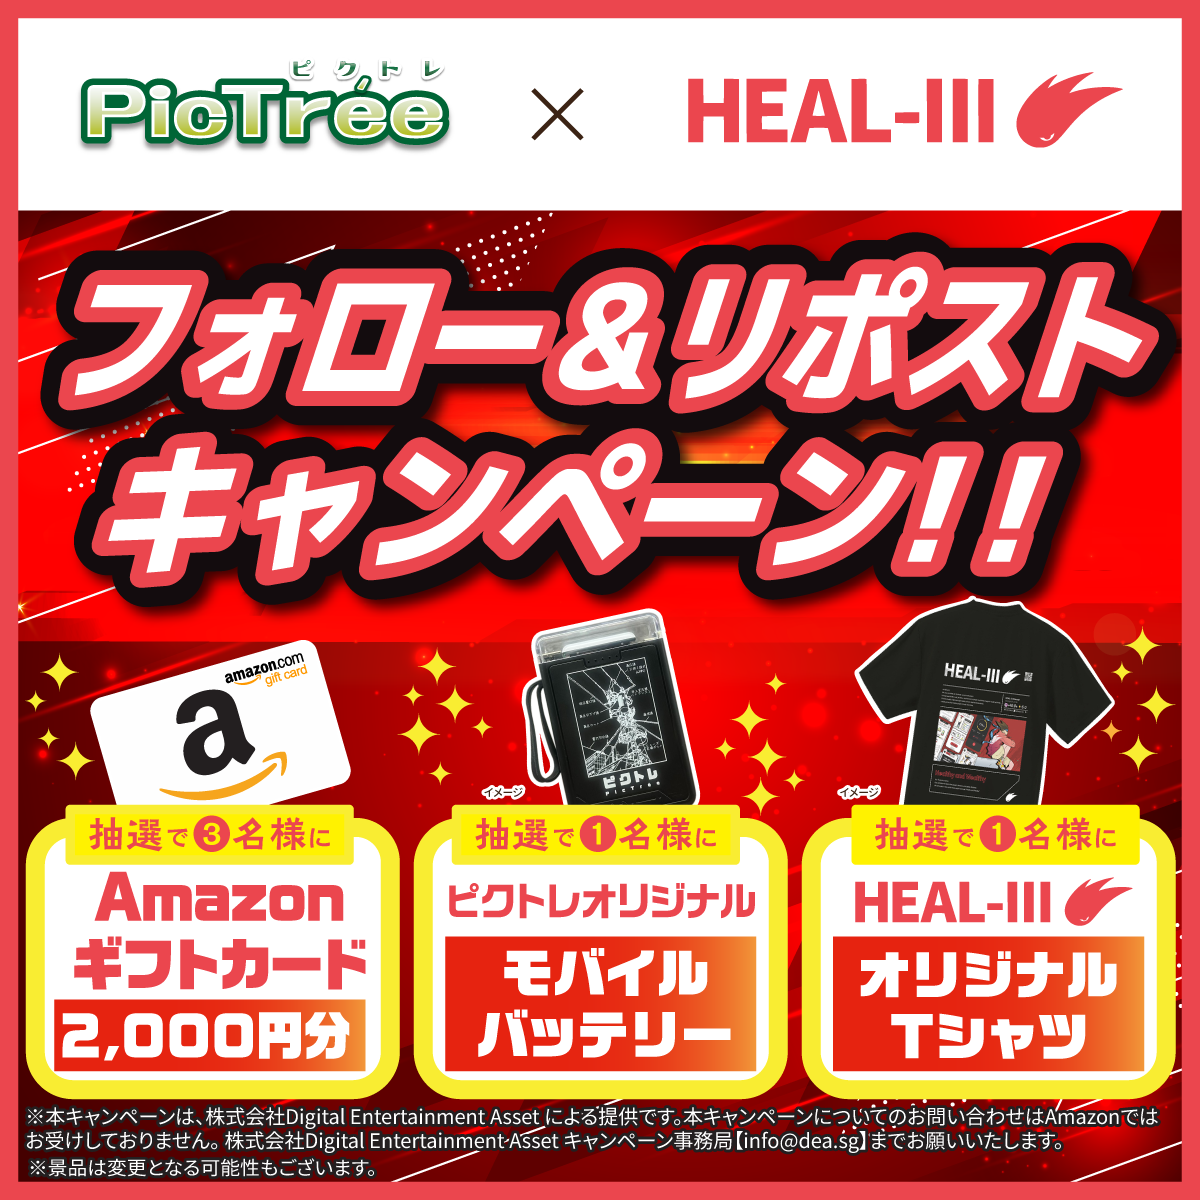 ピクトレ
PicTrée × HEAL-III
フォロー&リポスト
キャンペーン!!
amazon.com
gift card
a
ピクトレ
PicTrée
イメージ
HEAL-III
Healthy and Wealthy
イメージ
抽選で3名様に
Amazon
ギフトカード
2,000円分
抽選で1名様に
ピクトレオリジナル
モバイル
バッテリー
抽選で1名様に
HEAL-III
オリジナル
Tシャツ
※本キャンペーンは、株式会社Digital Entertainment Asset による提供です。本キャンペーンについてのお問い合わせはAmazonでは
お受けしておりません。株式会社Digital Entertainment Asset キャンペーン事務局【info@dea.sg】までお願いいたします。
※景品は変更となる可能性もございます。